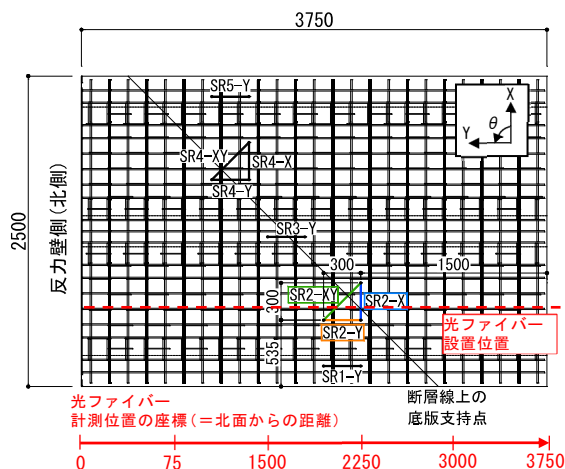 3750
2500
反力壁側(北側)
X
Y
θ
SR5-Y
SR4-XY
SR4-X
SR4-Y
SR3-Y
300
1500
300
SR2-XY
SR2-X
SR2-Y
535
SR1-Y
光ファイバー
設置位置
断層線上の
底版支持点
光ファイバー
計測位置の座標(=北面からの距離)
0
75
1500
2250
3000
3750